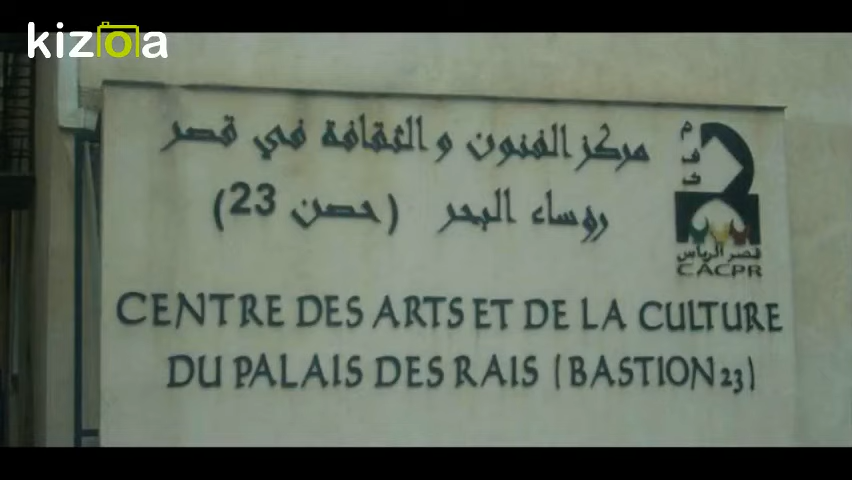 kizoa
مركز الفنون و الثقافة في قصر
رؤساء البحر (حصن 23)
م
ف
ث
قصر الرياس
CACPR
CENTRE DES ARTS ET DE LA CULTURE
DU PALAIS DES RAIS (BASTION 23)